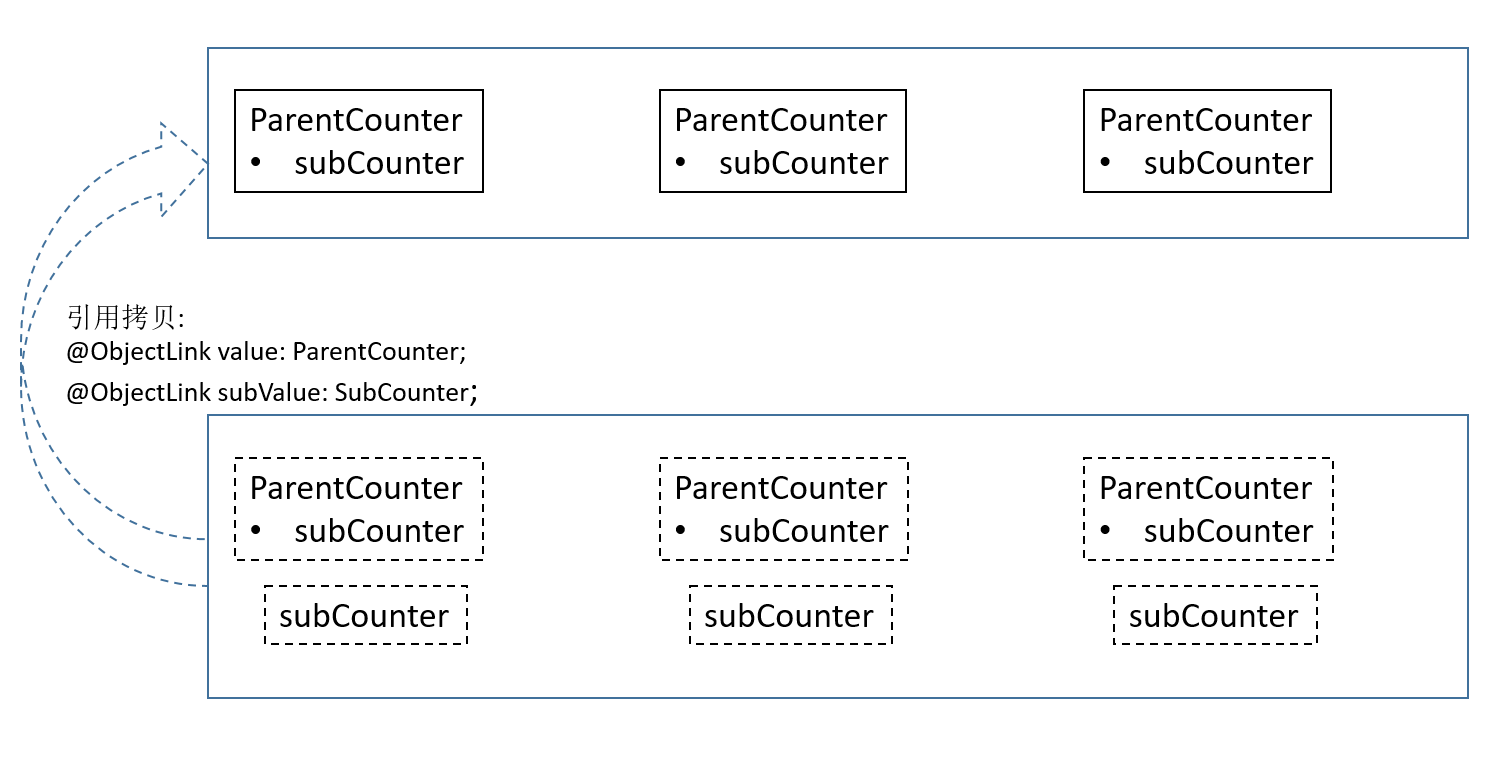 ParentCounter ParentCounter ParentCounter
• subCounter • subCounter • subCounter
引用拷贝:
@ObjectLink value: ParentCounter;
@ObjectLink subValue: SubCounter;
ParentCounter ParentCounter ParentCounter
• subCounter • subCounter • subCounter
subCounter subCounter subCounter